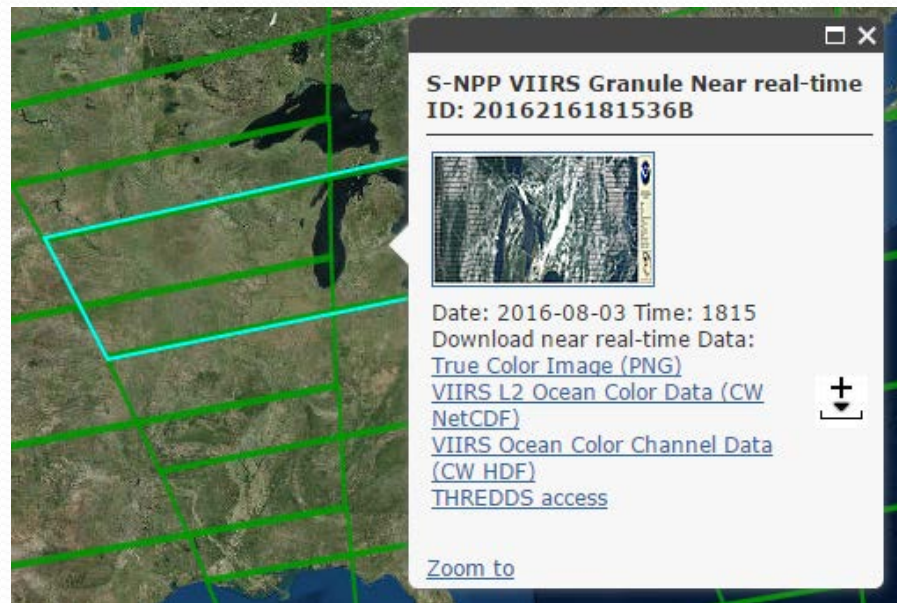 S-NPP VIIRS Granule Near real-time
ID: 2016216181536B
Date: 2016-08-03 Time: 1815
Download near real-time Data:
True Color Image (PNG)
VIIRS L2 Ocean Color Data (CW
NetCDF)
VIIRS Ocean Color Channel Data
(CW HDF)
THREDDS access
Zoom to